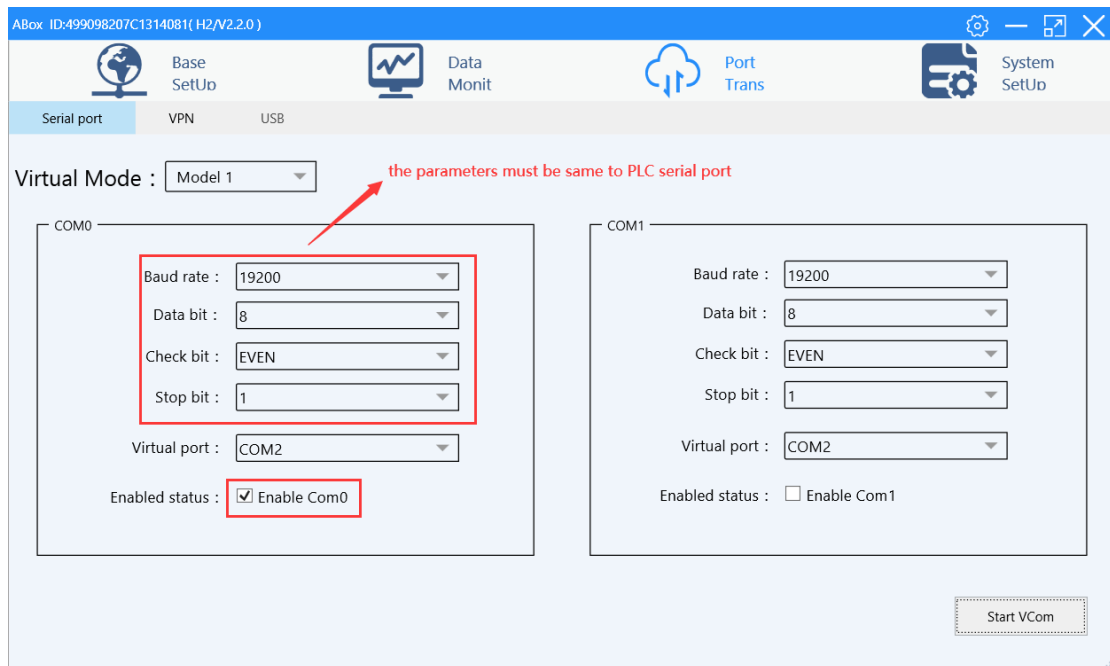 ABox ID:499098207C1314081( H2/V2.2.0 )
Base
SetUp
Data
Monit
Port
Trans
System
SetUp
Serial port
VPN
USB
Virtual Mode :
Model 1
the parameters must be same to PLC serial port
COM0
Baud rate : 19200
Data bit : 8
Check bit : EVEN
Stop bit : 1
Virtual port : COM2
Enabled status : Enable Com0
COM1
Baud rate : 19200
Data bit : 8
Check bit : EVEN
Stop bit : 1
Virtual port : COM2
Enabled status : Enable Com1
Start VCom